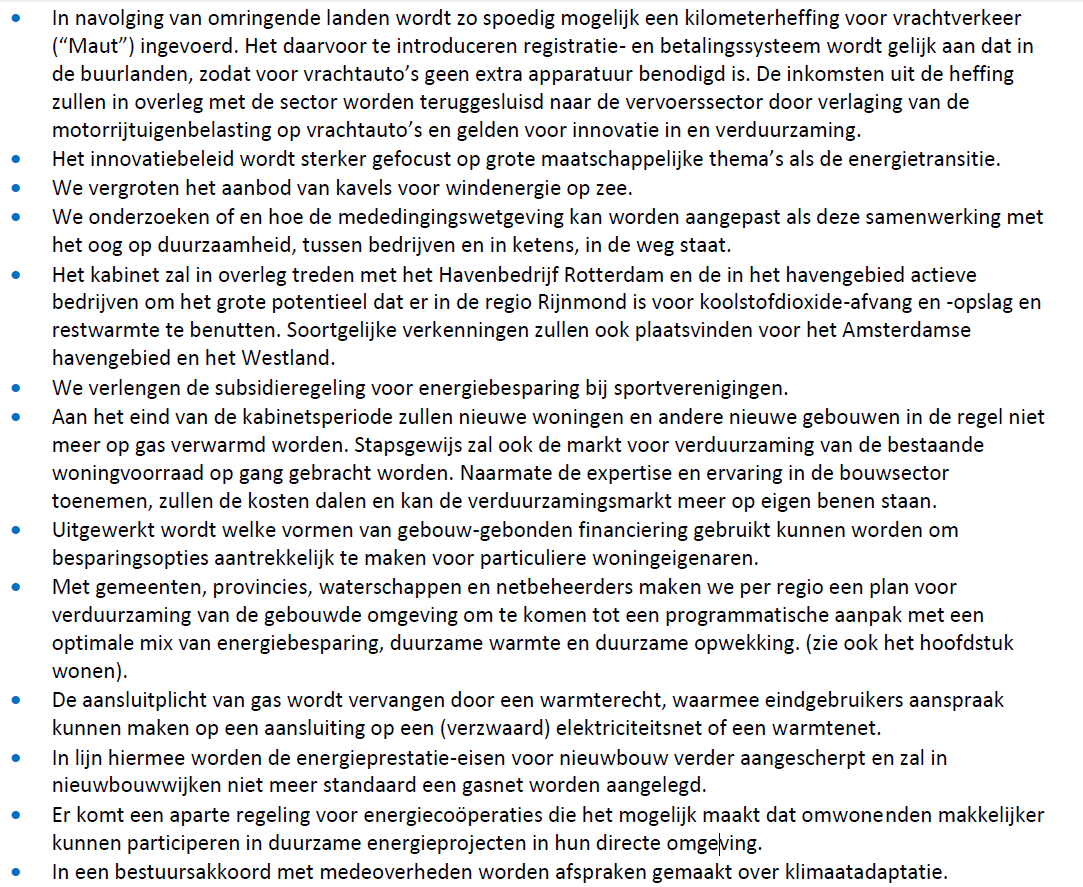 • In navolging van omringende landen wordt zo spoedig mogelijk een kilometerheffing voor vrachtverkeer
(“Maut”) ingevoerd. Het daarvoor te introduceren registratie- en betalingssysteem wordt gelijk aan dat in
de buurlanden, zodat voor vrachtauto’s geen extra apparatuur benodigd is. De inkomsten uit de heffing
zullen in overleg met de sector worden teruggesluisd naar de vervoerssector door verlaging van de
motorrijtuigenbelasting op vrachtauto’s en gelden voor innovatie in en verduurzaming.
• Het innovatiebeleid wordt sterker gefocust op grote maatschappelijke thema’s als de energietransitie.
• We vergroten het aanbod van kavels voor windenergie op zee.
• We onderzoeken of en hoe de mededingingswetgeving kan worden aangepast als deze samenwerking met
het oog op duurzaamheid, tussen bedrijven en in ketens, in de weg staat.
• Het kabinet zal in overleg treden met het Havenbedrijf Rotterdam en de in het havengebied actieve
bedrijven om het grote potentieel dat er in de regio Rijnmond is voor koolstofdioxide-afvang en -opslag en
restwarmte te benutten. Soortgelijke verkenningen zullen ook plaatsvinden voor het Amsterdamse
havengebied en het Westland.
• We verlengen de subsidieregeling voor energiebesparing bij sportverenigingen.
• Aan het eind van de kabinetsperiode zullen nieuwe woningen en andere nieuwe gebouwen in de regel niet
meer op gas verwarmd worden. Stapsgewijs zal ook de markt voor verduurzaming van de bestaande
woningvoorraad op gang gebracht worden. Naarmate de expertise en ervaring in de bouwsector
toenemen, zullen de kosten dalen en kan de verduurzamingsmarkt meer op eigen benen staan.
• Uitgewerkt wordt welke vormen van gebouw-gebonden financiering gebruikt kunnen worden om
besparingsopties aantrekkelijk te maken voor particuliere woningeigenaren.
• Met gemeenten, provincies, waterschappen en netbeheerders maken we per regio een plan voor
verduurzaming van de gebouwde omgeving om te komen tot een programmatische aanpak met een
optimale mix van energiebesparing, duurzame warmte en duurzame opwekking. (zie ook het hoofdstuk
wonen).
• De aansluitplicht van gas wordt vervangen door een warmterecht, waarmee eindgebruikers aanspraak
kunnen maken op een aansluiting op een (verzwaard) elektriciteitsnet of een warmtenet.
• In lijn hiermee worden de energieprestatie-eisen voor nieuwbouw verder aangescherpt en zal in
nieuwbouwwijken niet meer standaard een gasnet worden aangelegd.
• Er komt een aparte regeling voor energiecoöperaties die het mogelijk maakt dat omwonenden makkelijker
kunnen participeren in duurzame energieprojecten in hun directe omgeving.
• In een bestuursakkoord met medeoverheden worden afspraken gemaakt over klimaatadaptatie.